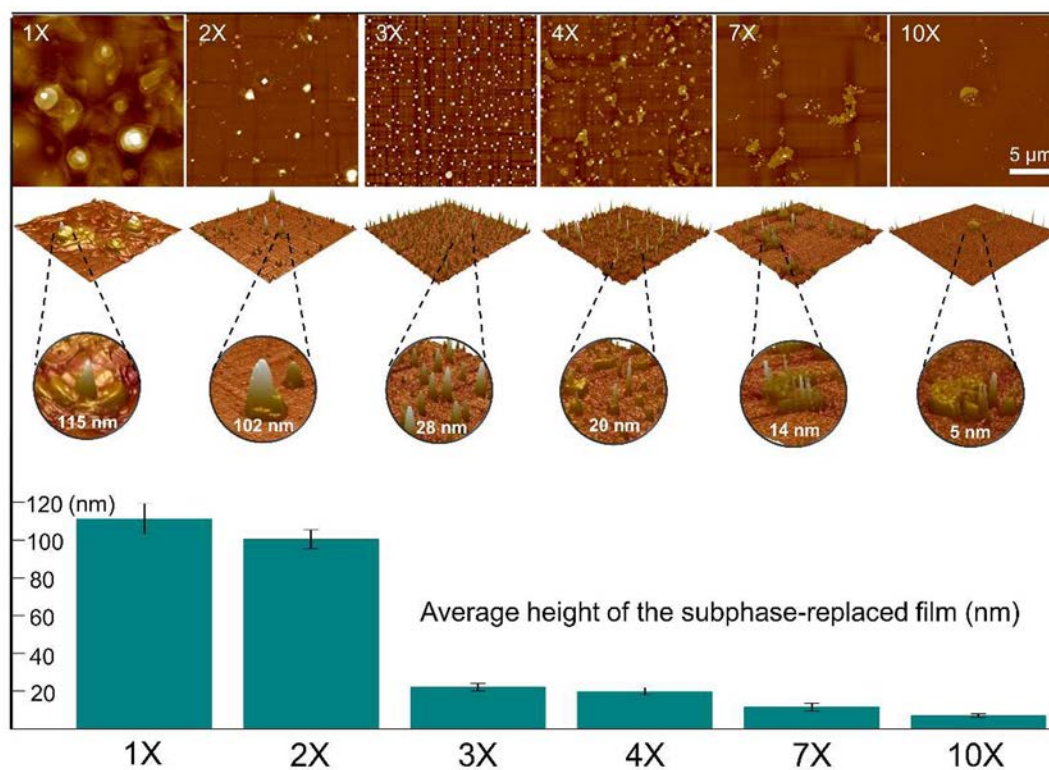 1X 2X 3X 4X 7X 10X
5 µm
115 nm 102 nm 28 nm 20 nm 14 nm 5 nm
120 (nm)
100
80
60
Average height of the subphase-replaced film (nm)
40
20
1X 2X 3X 4X 7X 10X